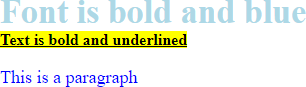 Font is bold and blue
Text is bold and underlined
This is a paragraph